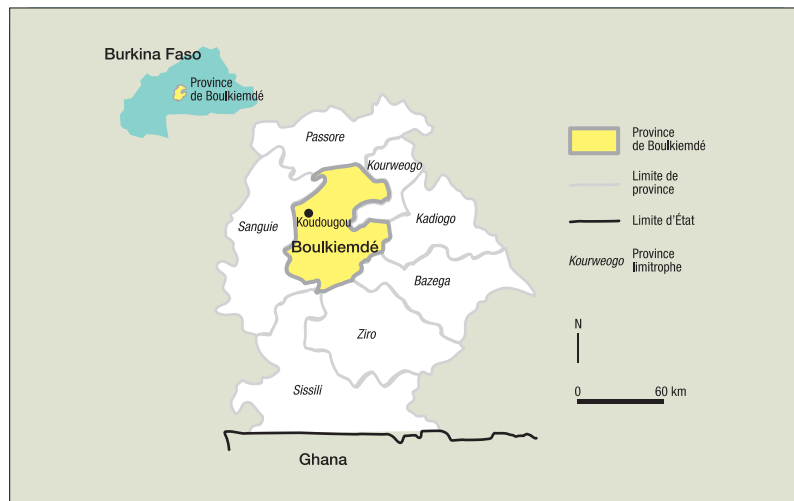 Burkina Faso
Province
de Boulkiemdé
Passore
Kourweogo
Sanguie
Koudougou
Kadiogo
Boulkiemdé
Bazega
Ziro
Sissili
Ghana
Province
de Boulkiemdé
Limite de
province
Limite d'État
Kourweogo
Province
limitrophe
N
0 60 km